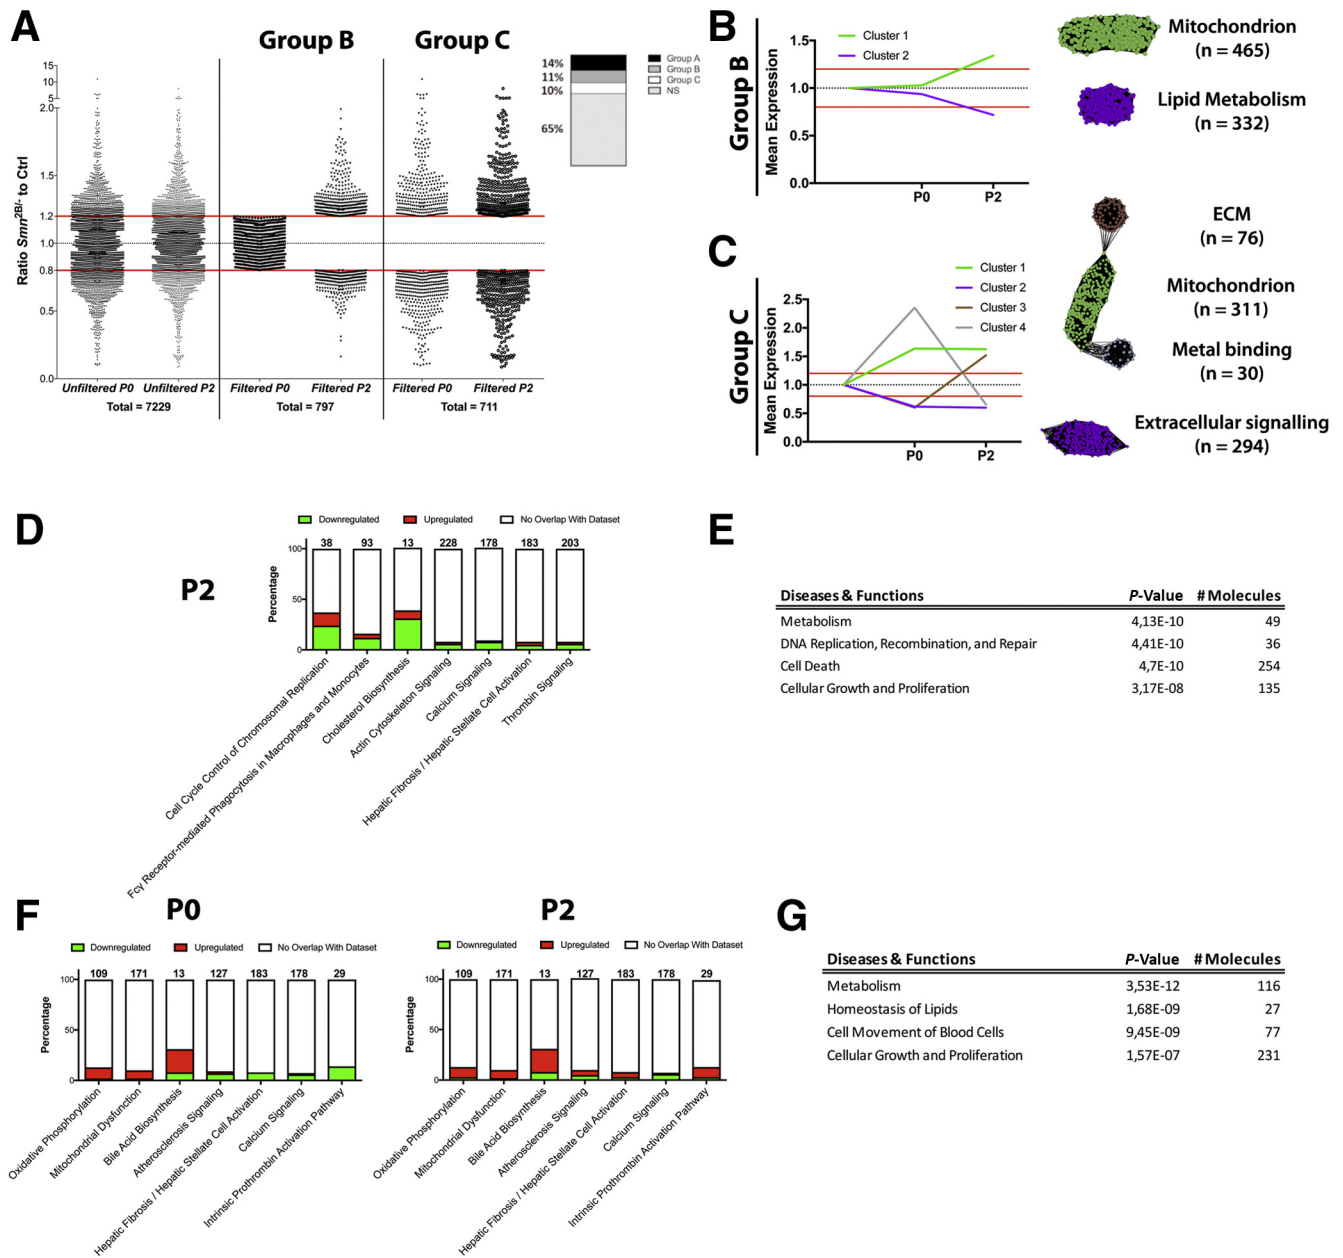 A
Group B
Group C
14%
11%
10%
65%
Group A
Group B
Group C
NS
Ratio Smn2B/- to Ctrl
15
10
5
2.0
1.5
1.2
1.0
0.8
0.5
0.0
Unfiltered P0
Unfiltered P2
Filtered P0
Filtered P2
Filtered P0
Filtered P2
Total = 7229
Total = 797
Total = 711
B
Group B
Mean Expression
1.5
1.0
0.5
0.0
Cluster 1
Cluster 2
P0
P2
Mitochondrion
(n = 465)
Lipid Metabolism
(n = 332)
C
Group C
Mean Expression
2.5
2.0
1.5
1.0
0.5
0.0
Cluster 1
Cluster 2
Cluster 3
Cluster 4
P0
P2
ECM
(n = 76)
Mitochondrion
(n = 311)
Metal binding
(n = 30)
Extracellular signalling
(n = 294)
D
P2
Downregulated
Upregulated
No Overlap With Dataset
Percentage
100
50
0
38
93
13
228
178
183
203
Cell Cycle Control of Chromosomal Replication
Fcγ Receptor-mediated Phagocytosis in Macrophages and Monocytes
Cholesterol Biosynthesis
Actin Cytoskeleton Signaling
Calcium Signaling
Hepatic Fibrosis / Hepatic Stellate Cell Activation
Thrombin Signaling
E
Diseases & Functions P-Value # Molecules
Metabolism 4,13E-10 49
DNA Replication, Recombination, and Repair 4,41E-10 36
Cell Death 4,7E-10 254
Cellular Growth and Proliferation 3,17E-08 135
F
P0
Downregulated
Upregulated
No Overlap With Dataset
Percentage
100
50
0
109
171
13
127
183
178
29
Oxidative Phosphorylation
Mitochondrial Dysfunction
Bile Acid Biosynthesis
Atherosclerosis Signaling
Hepatic Fibrosis / Hepatic Stellate Cell Activation
Calcium Signaling
Intrinsic Prothrombin Activation Pathway
P2
Downregulated
Upregulated
No Overlap With Dataset
Percentage
100
50
0
109
171
13
127
183
178
29
Oxidative Phosphorylation
Mitochondrial Dysfunction
Bile Acid Biosynthesis
Atherosclerosis Signaling
Hepatic Fibrosis / Hepatic Stellate Cell Activation
Calcium Signaling
Intrinsic Prothrombin Activation Pathway
G
Diseases & Functions P-Value # Molecules
Metabolism 3,53E-12 116
Homeostasis of Lipids 1,68E-09 27
Cell Movement of Blood Cells 9,45E-09 77
Cellular Growth and Proliferation 1,57E-07 231